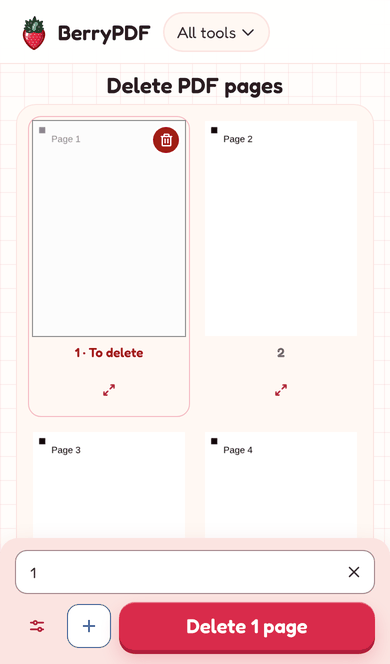 BerryPDF
All tools
Delete PDF pages
Page 1
Page 2
1 · To delete
2
Page 3
Page 4
1
Delete 1 page